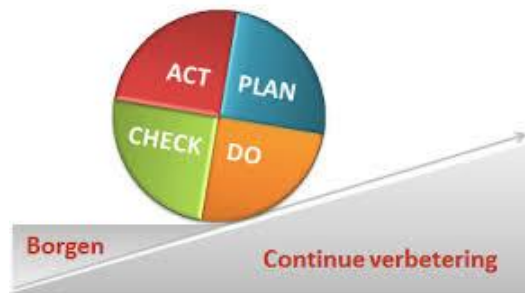 ACT
PLAN
CHECK
DO
Borgen
Continue verbetering